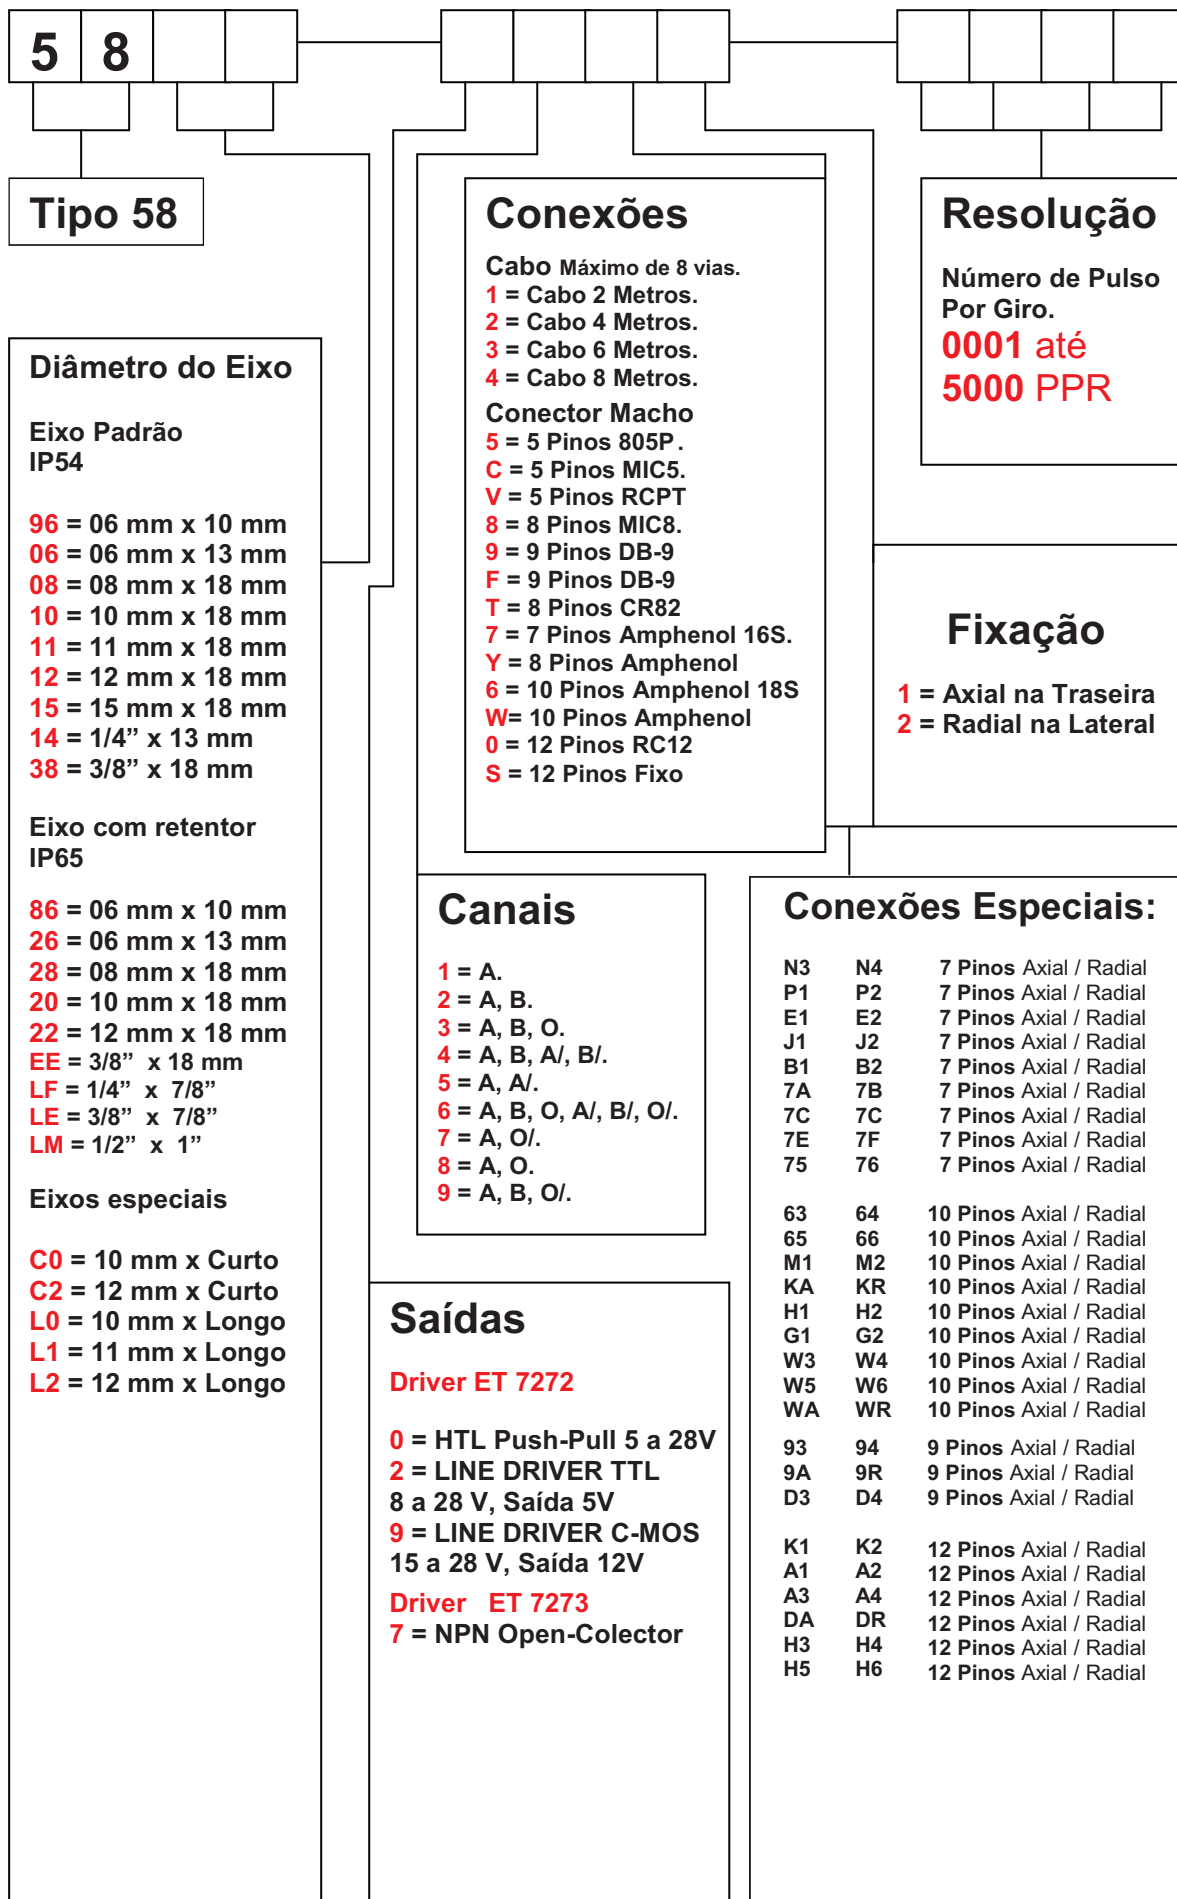 5 8
Tipo 58
Diâmetro do Eixo
Eixo Padrão
IP54
96 = 06 mm x 10 mm
06 = 06 mm x 13 mm
08 = 08 mm x 18 mm
10 = 10 mm x 18 mm
11 = 11 mm x 18 mm
12 = 12 mm x 18 mm
15 = 15 mm x 18 mm
14 = 1/4” x 13 mm
38 = 3/8” x 18 mm
Eixo com retentor
IP65
86 = 06 mm x 10 mm
26 = 06 mm x 13 mm
28 = 08 mm x 18 mm
20 = 10 mm x 18 mm
22 = 12 mm x 18 mm
EE = 3/8” x 18 mm
LF = 1/4” x 7/8”
LE = 3/8” x 7/8”
LM = 1/2” x 1”
Eixos especiais
C0 = 10 mm x Curto
C2 = 12 mm x Curto
L0 = 10 mm x Longo
L1 = 11 mm x Longo
L2 = 12 mm x Longo
Conexões
Cabo Máximo de 8 vias.
1 = Cabo 2 Metros.
2 = Cabo 4 Metros.
3 = Cabo 6 Metros.
4 = Cabo 8 Metros.
Conector Macho
5 = 5 Pinos 805P.
C = 5 Pinos MIC5.
V = 5 Pinos RCPT
8 = 8 Pinos MIC8.
9 = 9 Pinos DB-9
F = 9 Pinos DB-9
T = 8 Pinos CR82
7 = 7 Pinos Amphenol 16S.
Y = 8 Pinos Amphenol
6 = 10 Pinos Amphenol 18S
W= 10 Pinos Amphenol
0 = 12 Pinos RC12
S = 12 Pinos Fixo
Resolução
Número de Pulso
Por Giro.
0001 até
5000 PPR
Fixação
1 = Axial na Traseira
2 = Radial na Lateral
Canais
1 = A.
2 = A, B.
3 = A, B, O.
4 = A, B, A/, B/.
5 = A, A/.
6 = A, B, O, A/, B/, O/.
7 = A, O/.
8 = A, O.
9 = A, B, O/.
Saídas
Driver ET 7272
0 = HTL Push-Pull 5 a 28V
2 = LINE DRIVER TTL
8 a 28 V, Saída 5V
9 = LINE DRIVER C-MOS
15 a 28 V, Saída 12V
Driver ET 7273
7 = NPN Open-Colector
Conexões Especiais:
N3 N4 7 Pinos Axial / Radial
P1 P2 7 Pinos Axial / Radial
E1 E2 7 Pinos Axial / Radial
J1 J2 7 Pinos Axial / Radial
B1 B2 7 Pinos Axial / Radial
7A 7B 7 Pinos Axial / Radial
7C 7C 7 Pinos Axial / Radial
7E 7F 7 Pinos Axial / Radial
75 76 7 Pinos Axial / Radial
63 64 10 Pinos Axial / Radial
65 66 10 Pinos Axial / Radial
M1 M2 10 Pinos Axial / Radial
KA KR 10 Pinos Axial / Radial
H1 H2 10 Pinos Axial / Radial
G1 G2 10 Pinos Axial / Radial
W3 W4 10 Pinos Axial / Radial
W5 W6 10 Pinos Axial / Radial
WA WR 10 Pinos Axial / Radial
93 94 9 Pinos Axial / Radial
9A 9R 9 Pinos Axial / Radial
D3 D4 9 Pinos Axial / Radial
K1 K2 12 Pinos Axial / Radial
A1 A2 12 Pinos Axial / Radial
A3 A4 12 Pinos Axial / Radial
DA DR 12 Pinos Axial / Radial
H3 H4 12 Pinos Axial / Radial
H5 H6 12 Pinos Axial / Radial